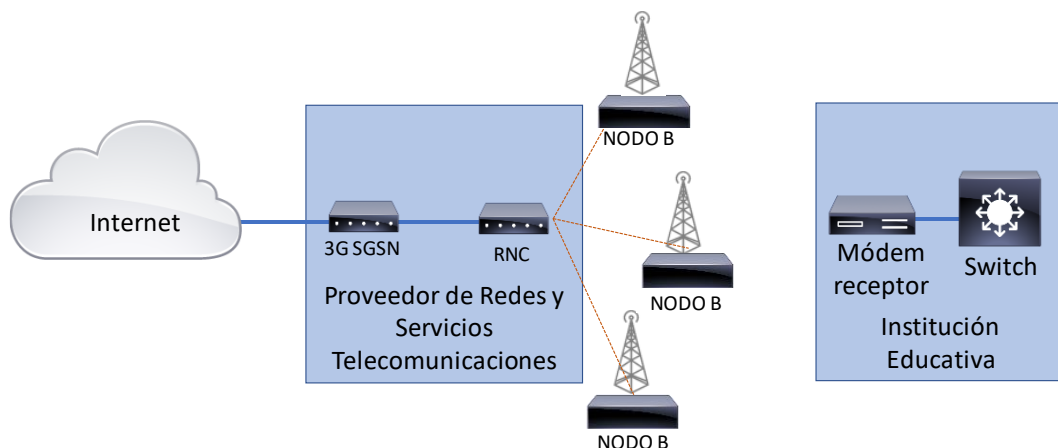 NODO B
Internet
3G SGSN
RNC
Proveedor de Redes y
Servicios
Telecomunicaciones
NODO B
NODO B
Módem
receptor
Switch
Institución
Educativa